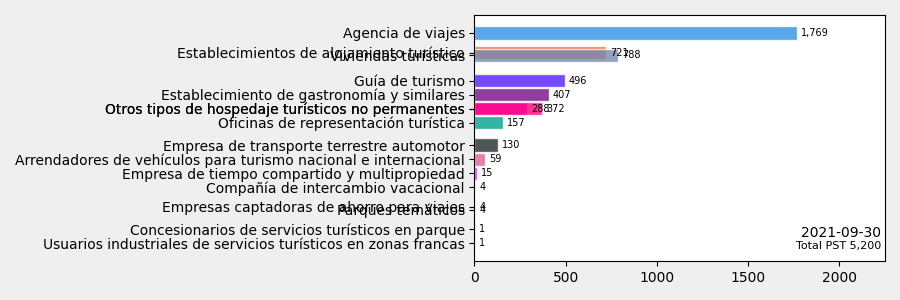 Agencia de viajes 1,769
Establecimientos de alojamiento turístico 721
Viviendas turísticas 788
Guía de turismo 496
Establecimiento de gastronomía y similares 407
Otros tipos de hospedaje turísticos no permanentes 288 372
Oficinas de representación turística 157
Empresa de transporte terrestre automotor 130
Arrendadores de vehículos para turismo nacional e internacional 59
Empresa de tiempo compartido y multipropiedad 15
Compañía de intercambio vacacional 4
Empresas captadoras de ahorro para viajes 4
Parques temáticos 4
Concesionarios de servicios turísticos en parque 1
Usuarios industriales de servicios turísticos en zonas francas 1
2021-09-30
Total PST 5,200
0 500 1000 1500 2000